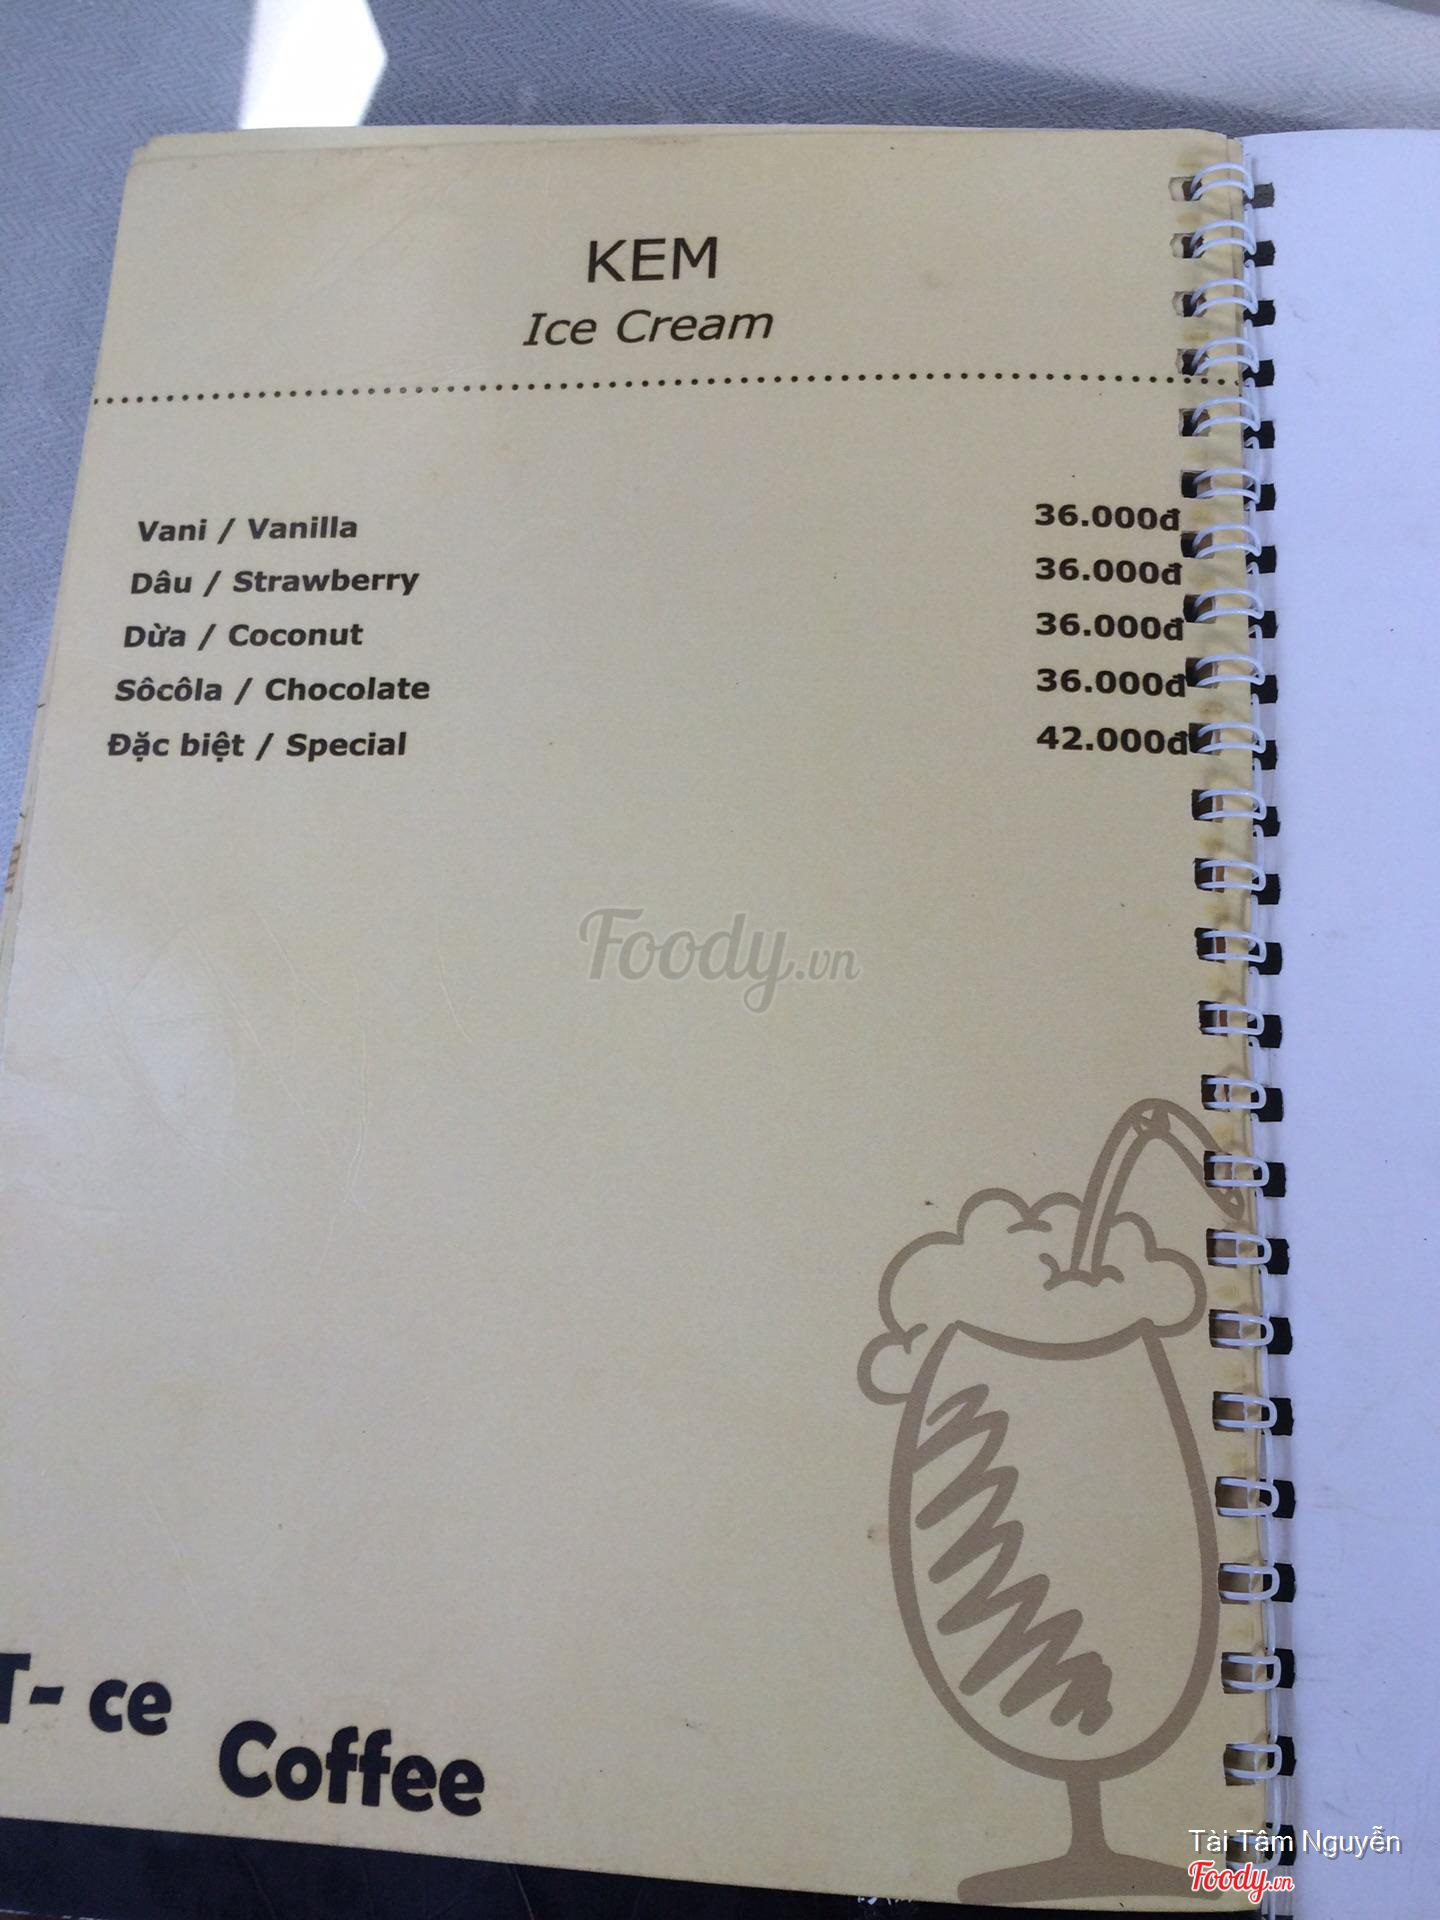 KEM
Ice Cream
Vani / Vanilla 36.000đ
Dâu / Strawberry 36.000đ
Dừa / Coconut 36.000đ
Sôcôla / Chocolate 36.000đ
Đặc biệt / Special 42.000đ
Foody.vn
T- ce
Coffee
Tài Tâm Nguyễn
Foody.vn